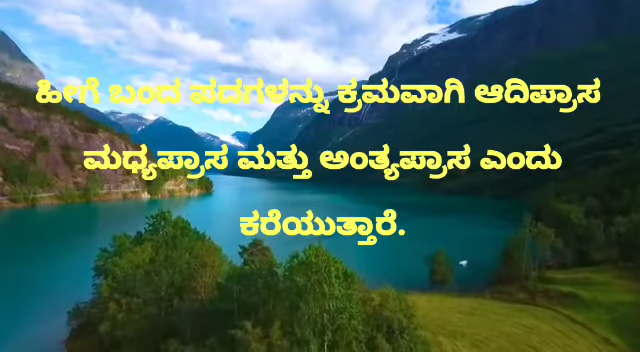 ಹೀಗೆ ಬಂದ ಪದಗಳನ್ನು ಕ್ರಮವಾಗಿ ಆದಿಪ್ರಾಸ
ಮಧ್ಯಪ್ರಾಸ ಮತ್ತು ಅಂತ್ಯಪ್ರಾಸ ಎಂದು
ಕರೆಯುತ್ತಾರೆ.